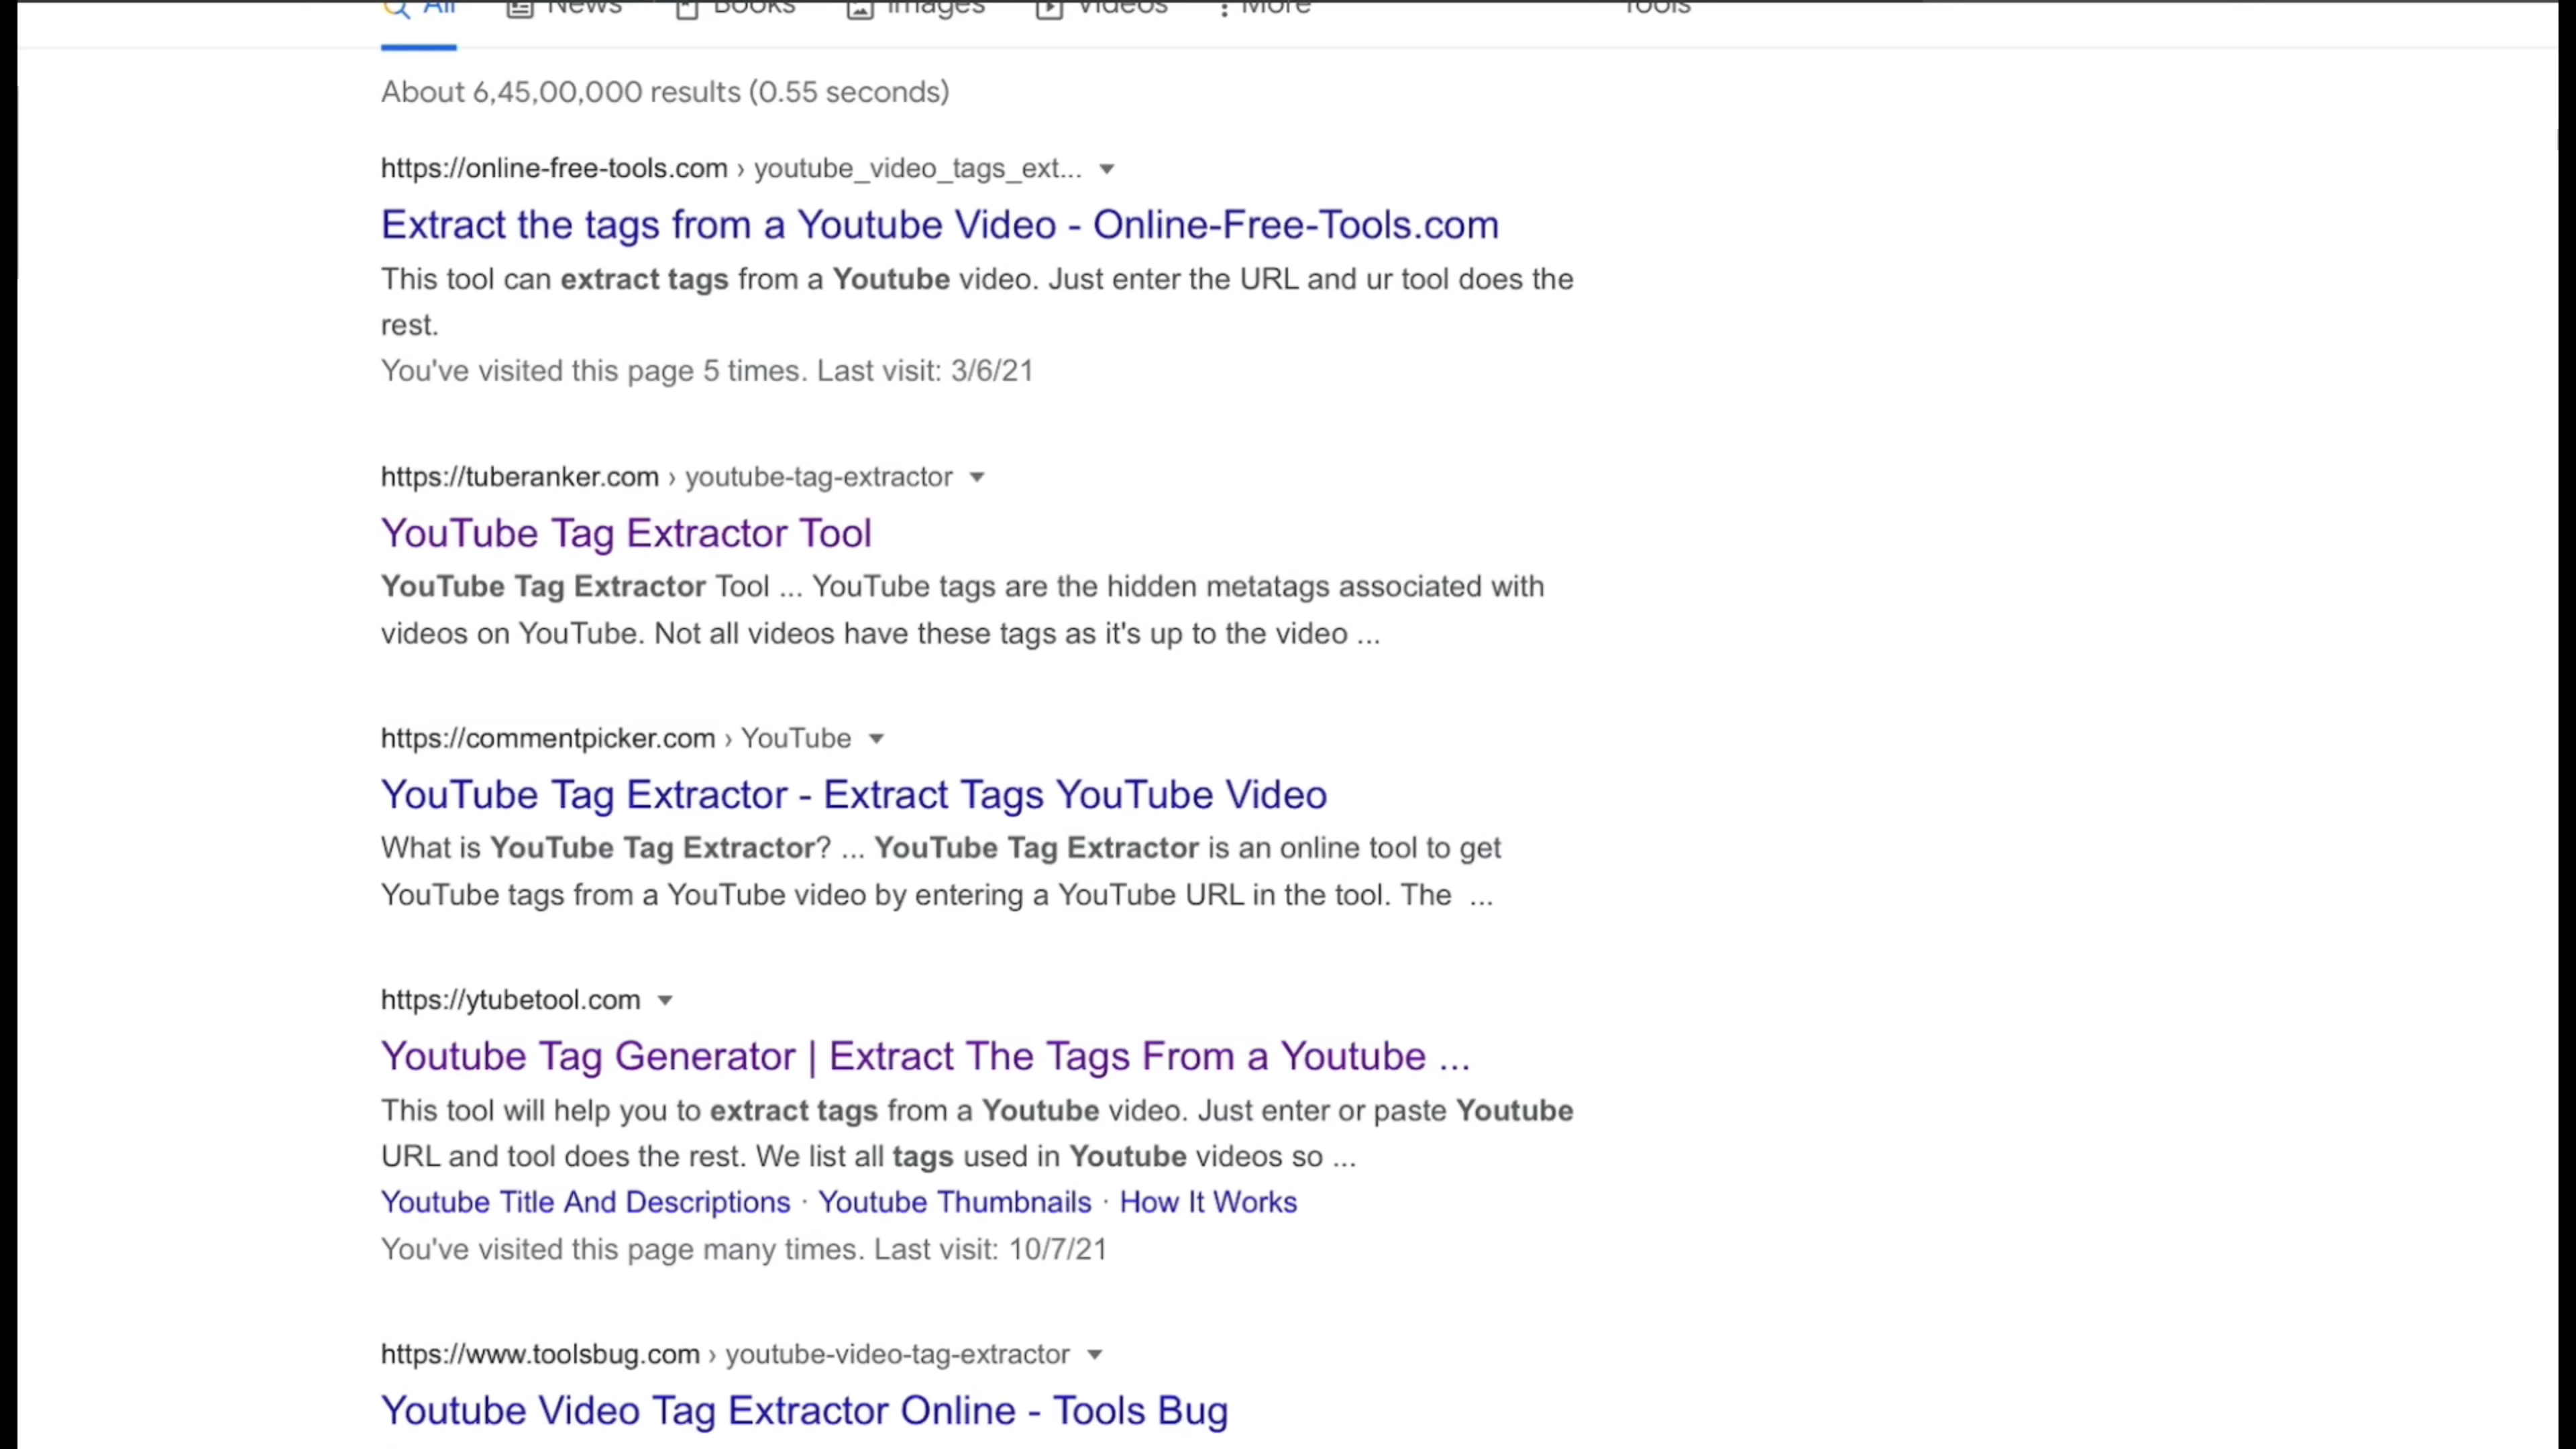 All News Books Images Videos More Tools
About 6,45,00,000 results (0.55 seconds)
https://online-free-tools.com › youtube_video_tags_ext...
Extract the tags from a Youtube Video - Online-Free-Tools.com
This tool can extract tags from a Youtube video. Just enter the URL and ur tool does the
rest.
You've visited this page 5 times. Last visit: 3/6/21
https://tuberanker.com › youtube-tag-extractor
YouTube Tag Extractor Tool
YouTube Tag Extractor Tool ... YouTube tags are the hidden metatags associated with
videos on YouTube. Not all videos have these tags as it's up to the video ...
https://commentpicker.com › YouTube
YouTube Tag Extractor - Extract Tags YouTube Video
What is YouTube Tag Extractor? ... YouTube Tag Extractor is an online tool to get
YouTube tags from a YouTube video by entering a YouTube URL in the tool. The ...
https://ytubetool.com
Youtube Tag Generator | Extract The Tags From a Youtube ...
This tool will help you to extract tags from a Youtube video. Just enter or paste Youtube
URL and tool does the rest. We list all tags used in Youtube videos so ...
Youtube Title And Descriptions · Youtube Thumbnails · How It Works
You've visited this page many times. Last visit: 10/7/21
https://www.toolsbug.com › youtube-video-tag-extractor
Youtube Video Tag Extractor Online - Tools Bug